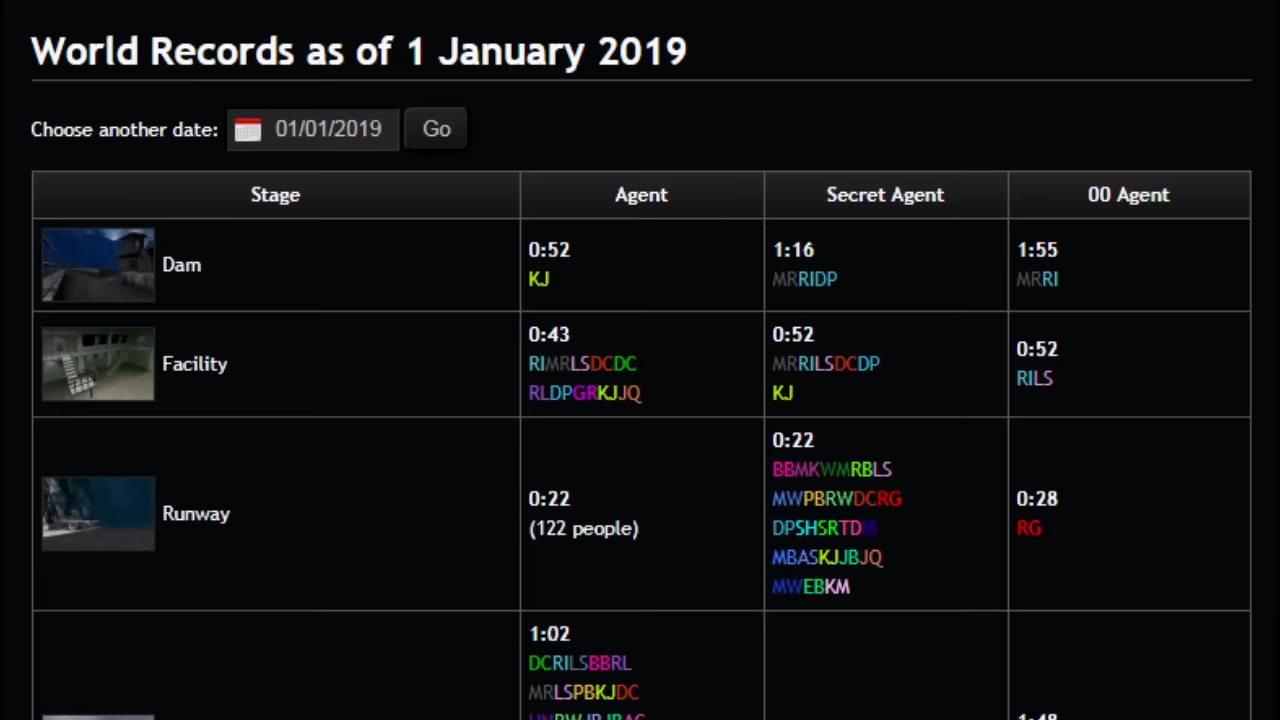 World Records as of 1 January 2019
Choose another date: 01/01/2019 Go
Stage Agent Secret Agent 00 Agent
Dam
0:52
KJ
1:16
MRRIDP
1:55
MRRI
Facility
0:43
RIMRLSDCDC
RLDPGRKJJQ
0:52
MRRILSDCDP
KJ
0:52
RILS
Runway
0:22
(122 people)
0:22
BBMKWMRBLS
MWPBRWDCRG
DPSHSRTDIB
MBASKJJBJQ
MWEBKM
0:28
RG
1:02
DCRILSBBRL
MRLSPBKJDC